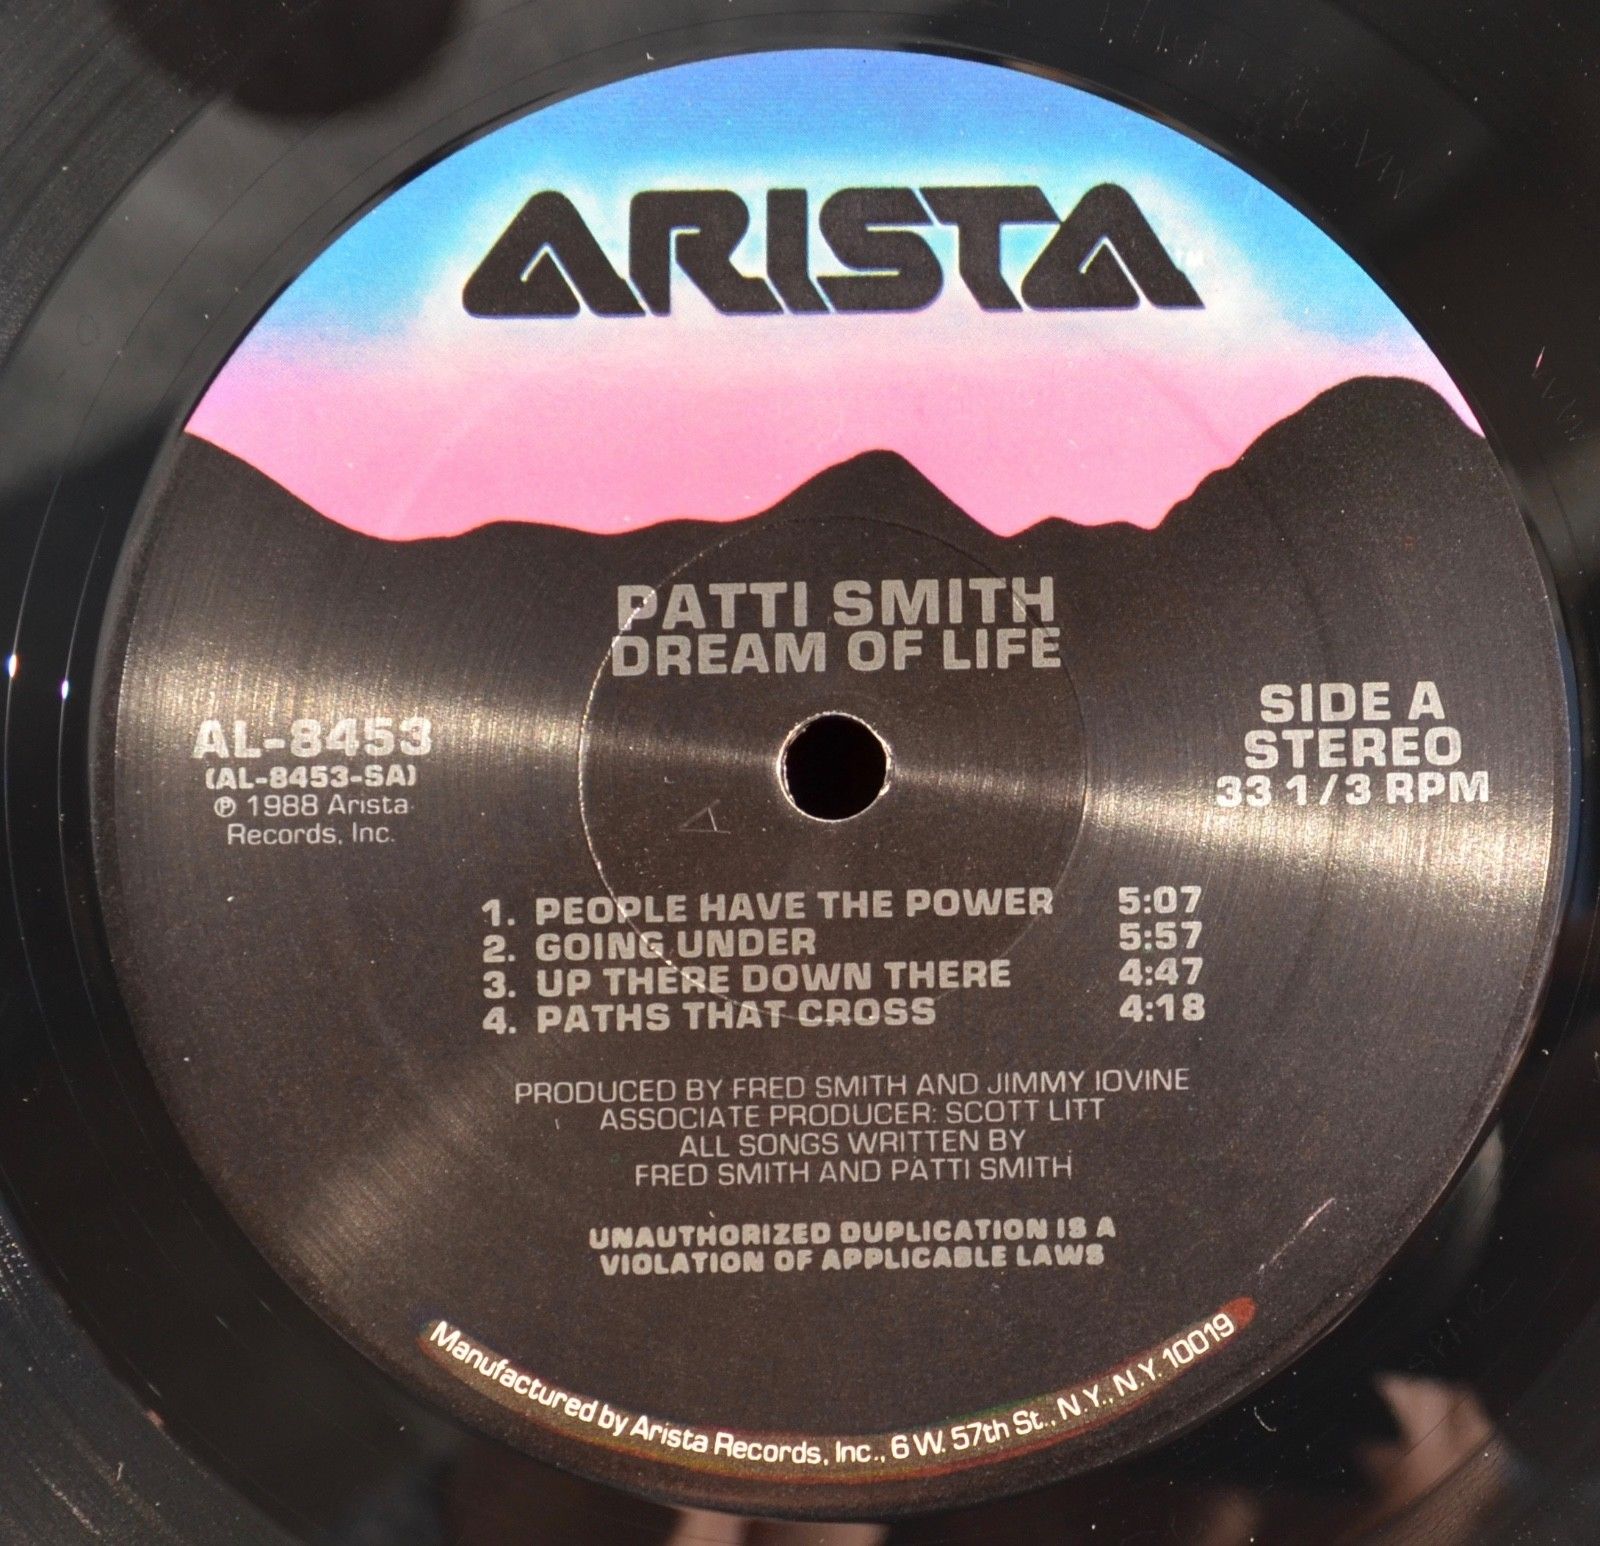 ARISTA
PATTI SMITH
DREAM OF LIFE
AL-8453
(AL-8453-SA)
℗ 1988 Arista
Records, Inc.
SIDE A
STEREO
33 1/3 RPM
1. PEOPLE HAVE THE POWER 5:07
2. GOING UNDER 5:57
3. UP THERE DOWN THERE 4:47
4. PATHS THAT CROSS 4:18
PRODUCED BY FRED SMITH AND JIMMY IOVINE
ASSOCIATE PRODUCER: SCOTT LITT
ALL SONGS WRITTEN BY
FRED SMITH AND PATTI SMITH
UNAUTHORIZED DUPLICATION IS A
VIOLATION OF APPLICABLE LAWS
Manufactured by Arista Records, Inc., 6 W. 57th St., N.Y., N.Y. 10019